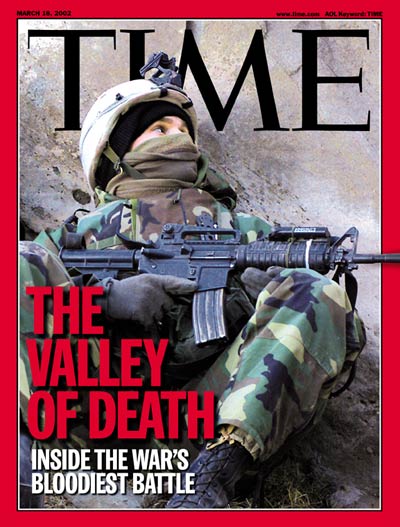 MARCH 18, 2002
www.time.com AOL Keyword: TIME
TIME
THE
VALLEY
OF DEATH
INSIDE THE WAR'S
BLOODIEST BATTLE